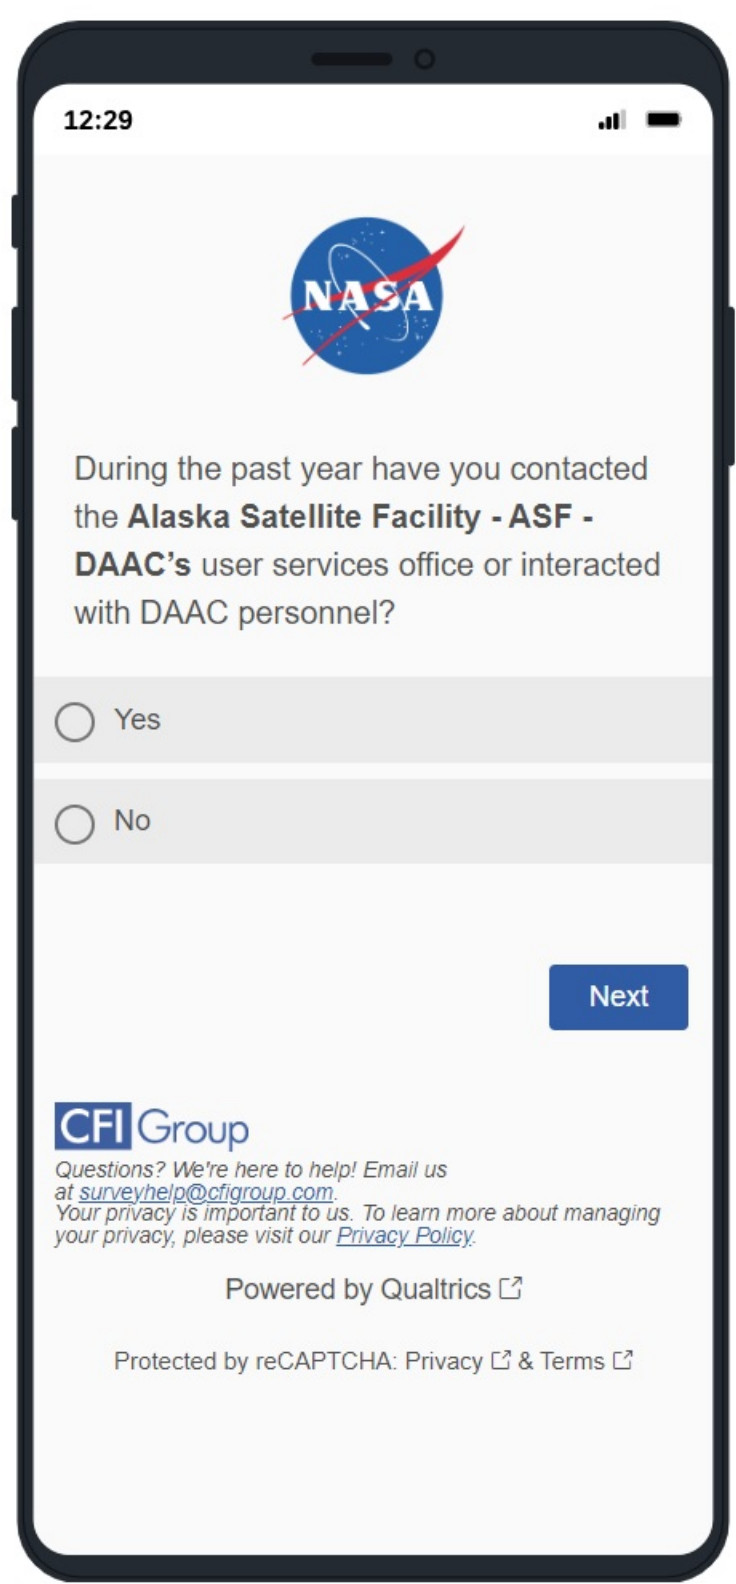 12:29
NASA
During the past year have you contacted
the Alaska Satellite Facility - ASF -
DAAC’s user services office or interacted
with DAAC personnel?
Yes
No
Next
CFI Group
Questions? We're here to help! Email us
at surveyhelp@cfigroup.com.
Your privacy is important to us. To learn more about managing
your privacy, please visit our Privacy Policy.
Powered by Qualtrics
Protected by reCAPTCHA: Privacy & Terms